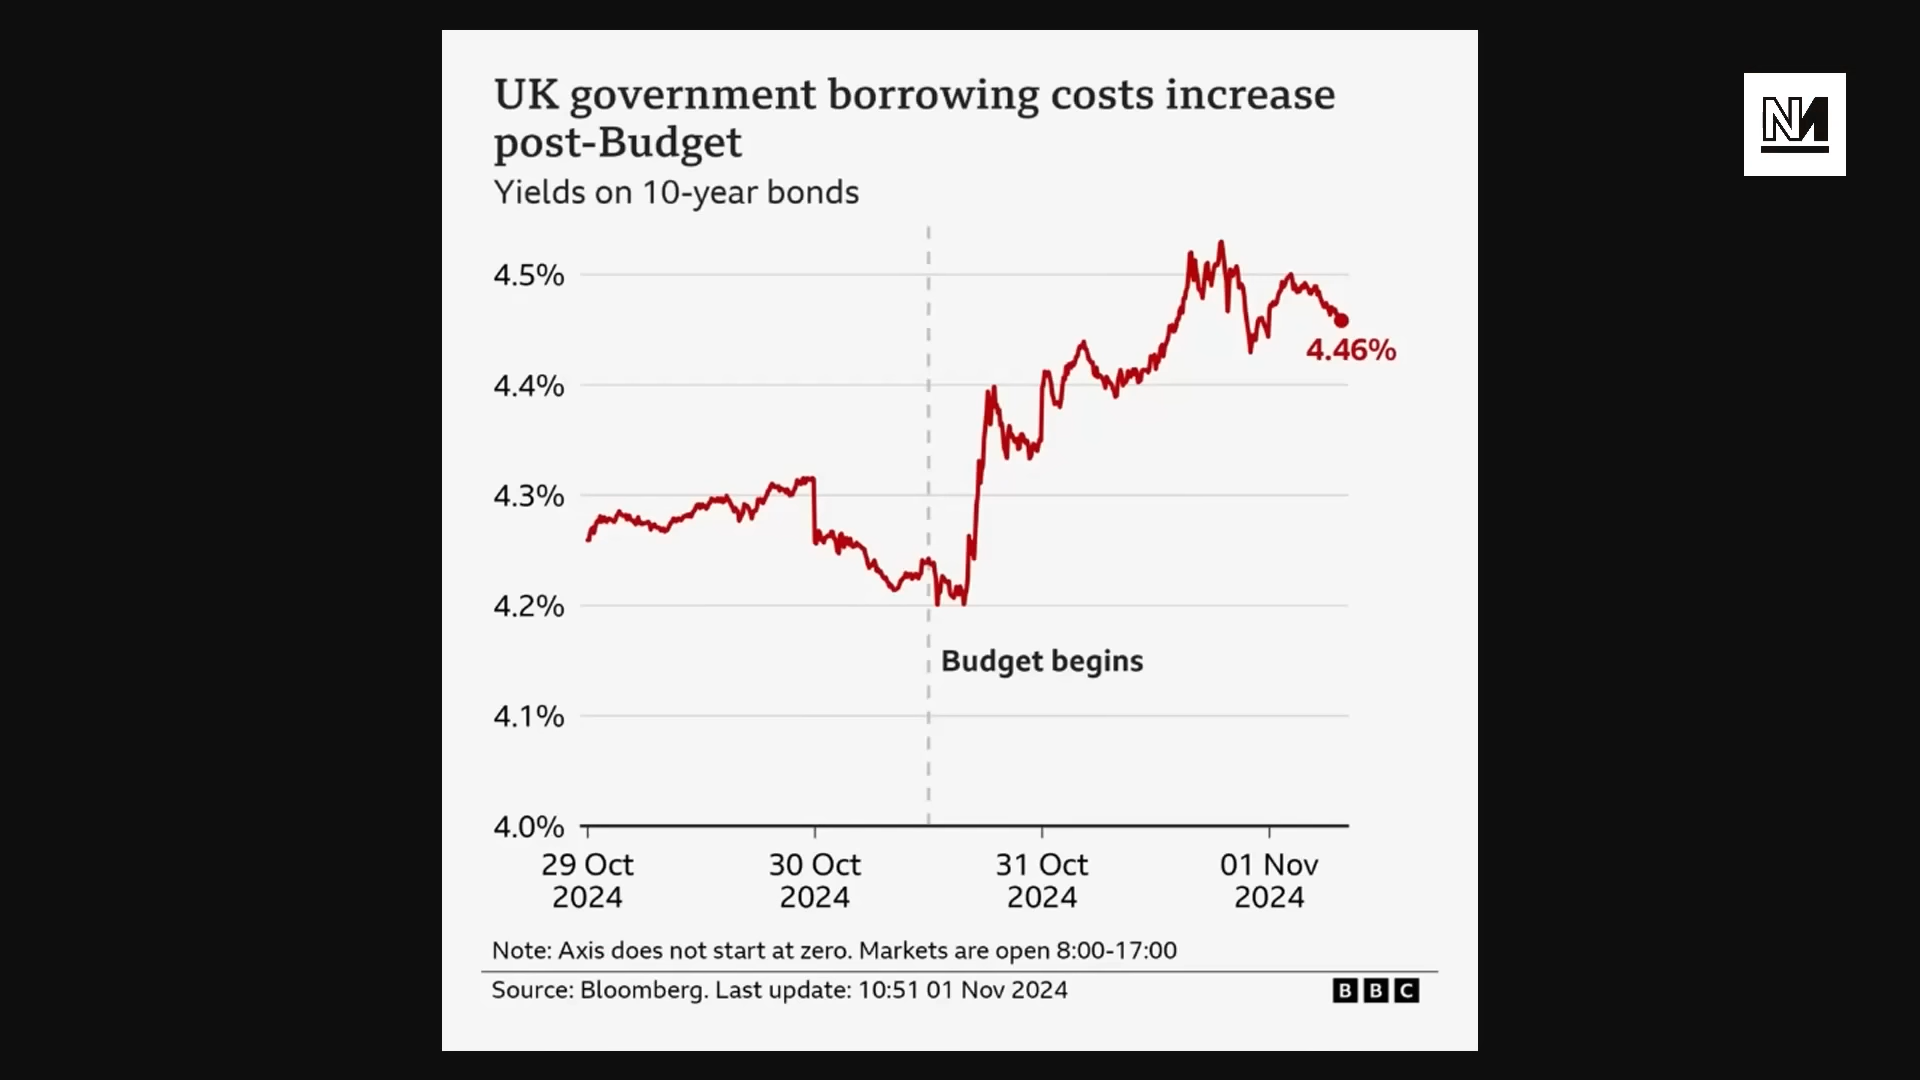 UK government borrowing costs increase
post-Budget
Yields on 10-year bonds
4.5%
4.46%
4.4%
4.3%
4.2%
Budget begins
4.1%
4.0%
29 Oct
2024
30 Oct
2024
31 Oct
2024
01 Nov
2024
Note: Axis does not start at zero. Markets are open 8:00-17:00
Source: Bloomberg. Last update: 10:51 01 Nov 2024
BBC
NM